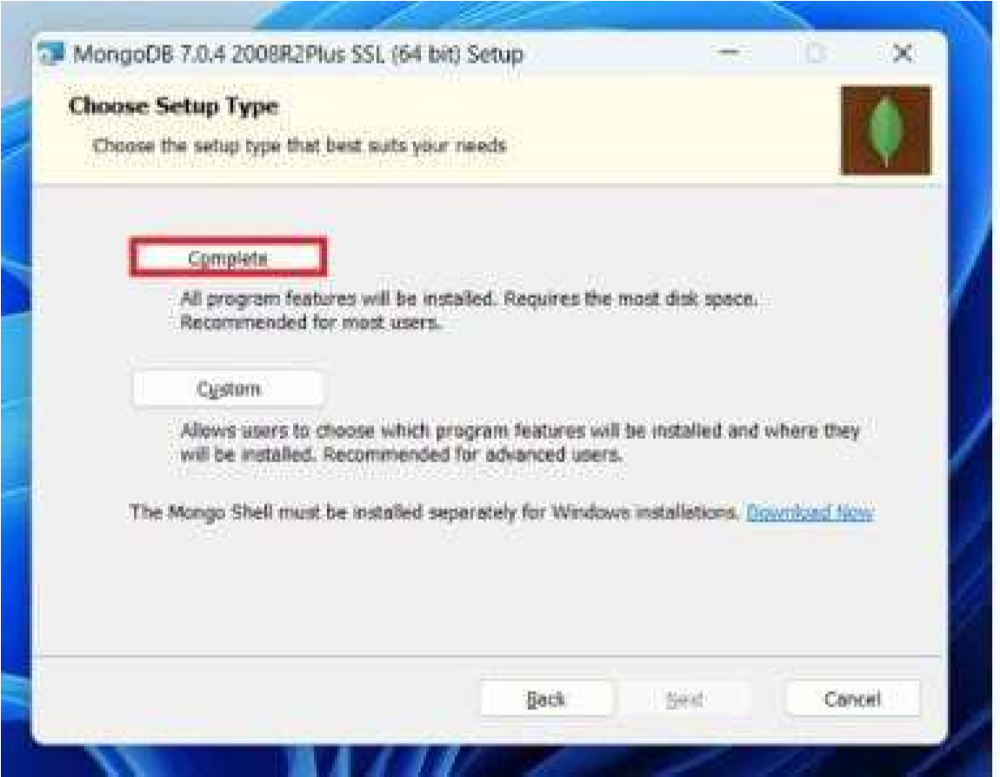 MongoDB 7.0.4 2008R2Plus SSL (64 bit) Setup
Choose Setup Type
Choose the setup type that best suits your needs
Complete
All program features will be installed. Requires the most disk space.
Recommended for most users.
Custom
Allows users to choose which program features will be installed and where they
will be installed. Recommended for advanced users.
The Mongo Shell must be installed separately for Windows installations. Download Now
Back
Next
Cancel